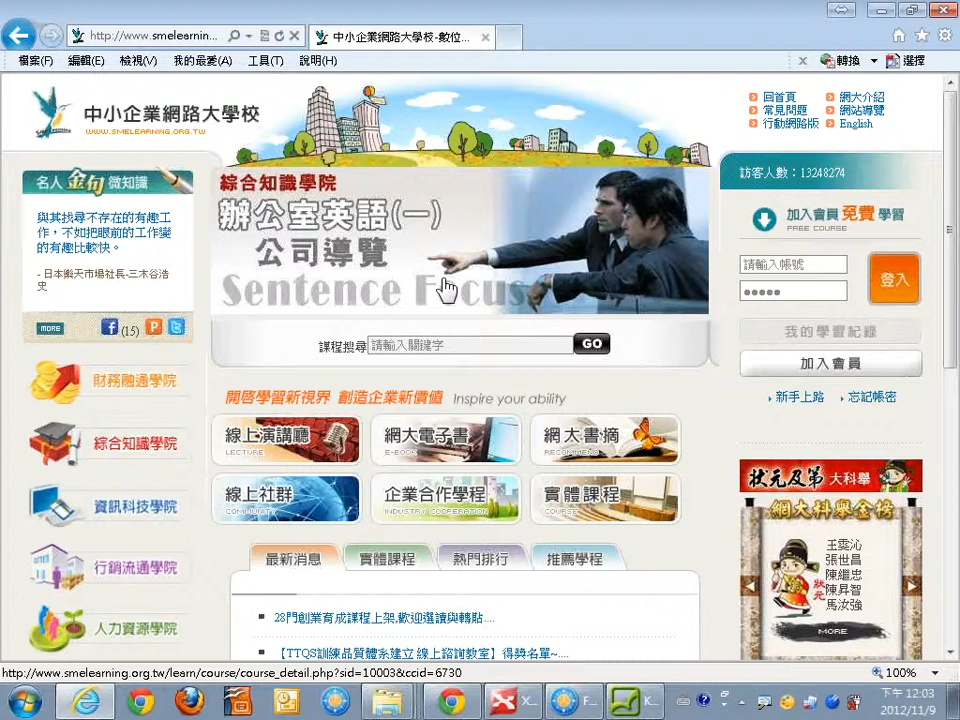 http://www.smelearnin...
中小企業網路大學校-數位...
檔案(F) 編輯(E) 檢視(V) 我的最愛(A) 工具(T) 說明(H)
轉換 選擇
中小企業網路大學校
WWW.SMELEARNING.ORG.TW
回首頁 網大介紹
常見問題 網站導覽
行動網路版 English
名人金句微知識
與其找尋不存在的有趣工
作，不如把眼前的工作變
的有趣比較快。
- 日本樂天市場社長-三木谷浩
史
MORE (15)
綜合知識學院
辦公室英語(一)
公司導覽
Sentence Focus
訪客人數：13248274
加入會員 免費 學習
FREE COURSE
請輸入帳號
登入
我的學習紀錄
加入會員
新手上路 忘記帳密
課程搜尋 請輸入關鍵字 GO
財務融通學院
綜合知識學院
資訊科技學院
行銷流通學院
人力資源學院
開啓學習新視界 創造企業新價值 Inspire your ability
線上演講廳
LECTURE
網大電子書
E-BOOK
網大書摘
RECOMMEND
線上社群
COMMUNITY
企業合作學程
INDUSTRY COOPERATION
實體課程
COURSE
最新消息 實體課程 熱門排行 推薦學程
28門創業育成課程上架,歡迎選讀與轉貼....
【TTQS訓練品質體系建立 線上諮詢教室】得獎名單~....
狀元及第 大科舉
網大科舉金榜
王霓沁
張世昌
陳繼忠
陳昇智
馬汝強
狀元
MORE
http://www.smelearning.org.tw/learn/course/course_detail.php?sid=10003&ccid=6730
100%
X... F... K...
下午 12:03
2012/11/9